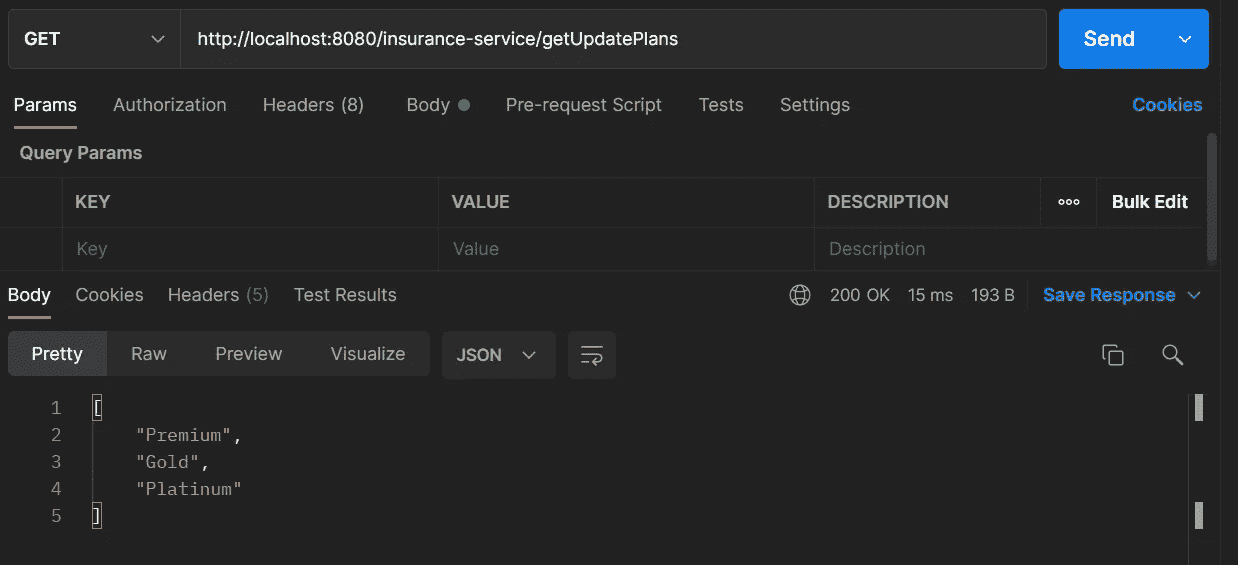 GET http://localhost:8080/insurance-service/getUpdatePlans Send
Params Authorization Headers (8) Body Pre-request Script Tests Settings Cookies
Query Params
KEY VALUE DESCRIPTION ooo Bulk Edit
Key Value Description
Body Cookies Headers (5) Test Results 200 OK 15 ms 193 B Save Response
Pretty Raw Preview Visualize JSON
1 [
2 "Premium",
3 "Gold",
4 "Platinum"
5 ]